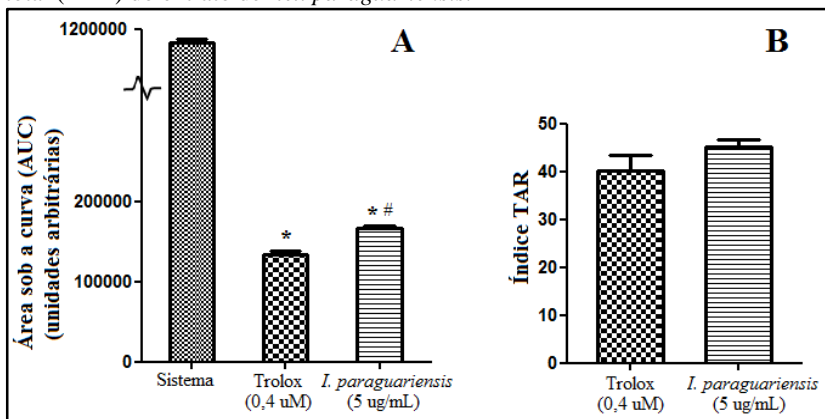 total (TAR) do extrato de Ilex paraguariensis.
A
Área sob a curva (AUC)
(unidades arbitrárias)
1200000
200000
100000
0
*
* #
Sistema
Trolox
(0,4 uM)
I. paraguariensis
(5 ug/mL)
B
Índice TAR
50
40
30
20
10
0
Trolox
(0,4 uM)
I. paraguariensis
(5 ug/mL)